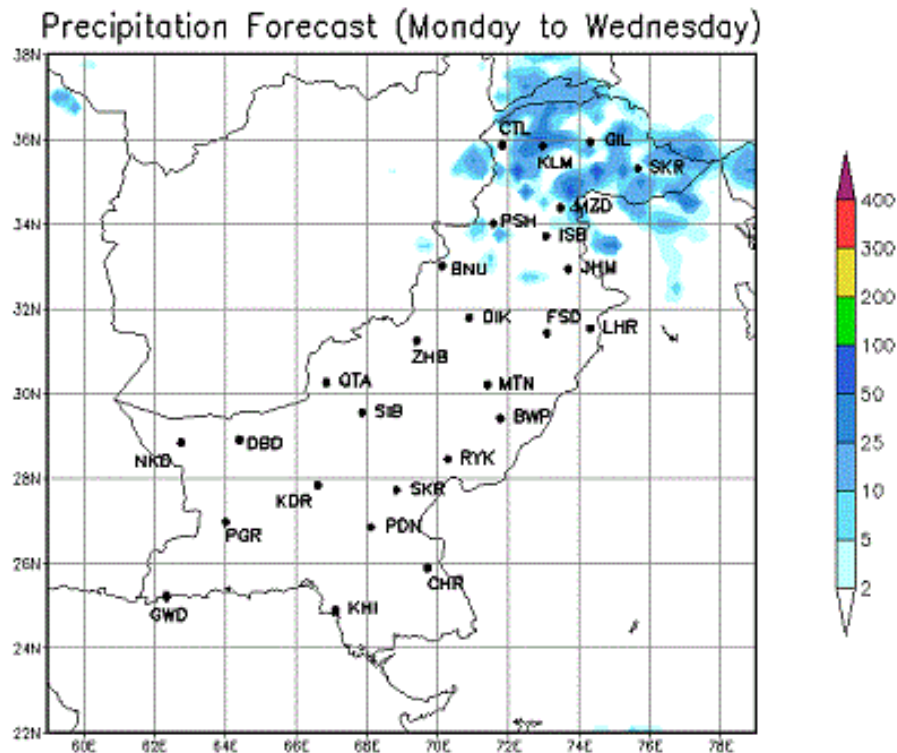 Precipitation Forecast (Monday to Wednesday)
38N
CTL
36N
GIL
KLM
SKR
MZD
34N
PSH
ISB
BNU
JHM
400
300
200
100
50
25
10
5
2
32N
DIK
FSD
LHR
ZHB
30N
QTA
MTN
SIB
BWP
DBD
NKD
RYK
28N
KDR
SKR
PGR
PDN
26N
CHR
GWD
KHI
24N
22N
60E 62E 64E 66E 68E 70E 72E 74E 76E 78E